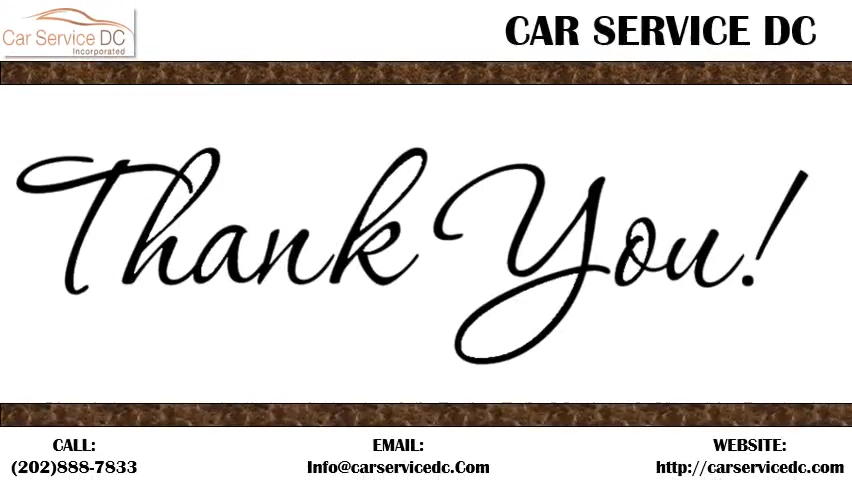 Car Service DC
Incorporated
CAR SERVICE DC
Thank You!
CALL:
(202)888-7833
EMAIL:
Info@carservicedc.Com
WEBSITE:
http://carservicedc.com